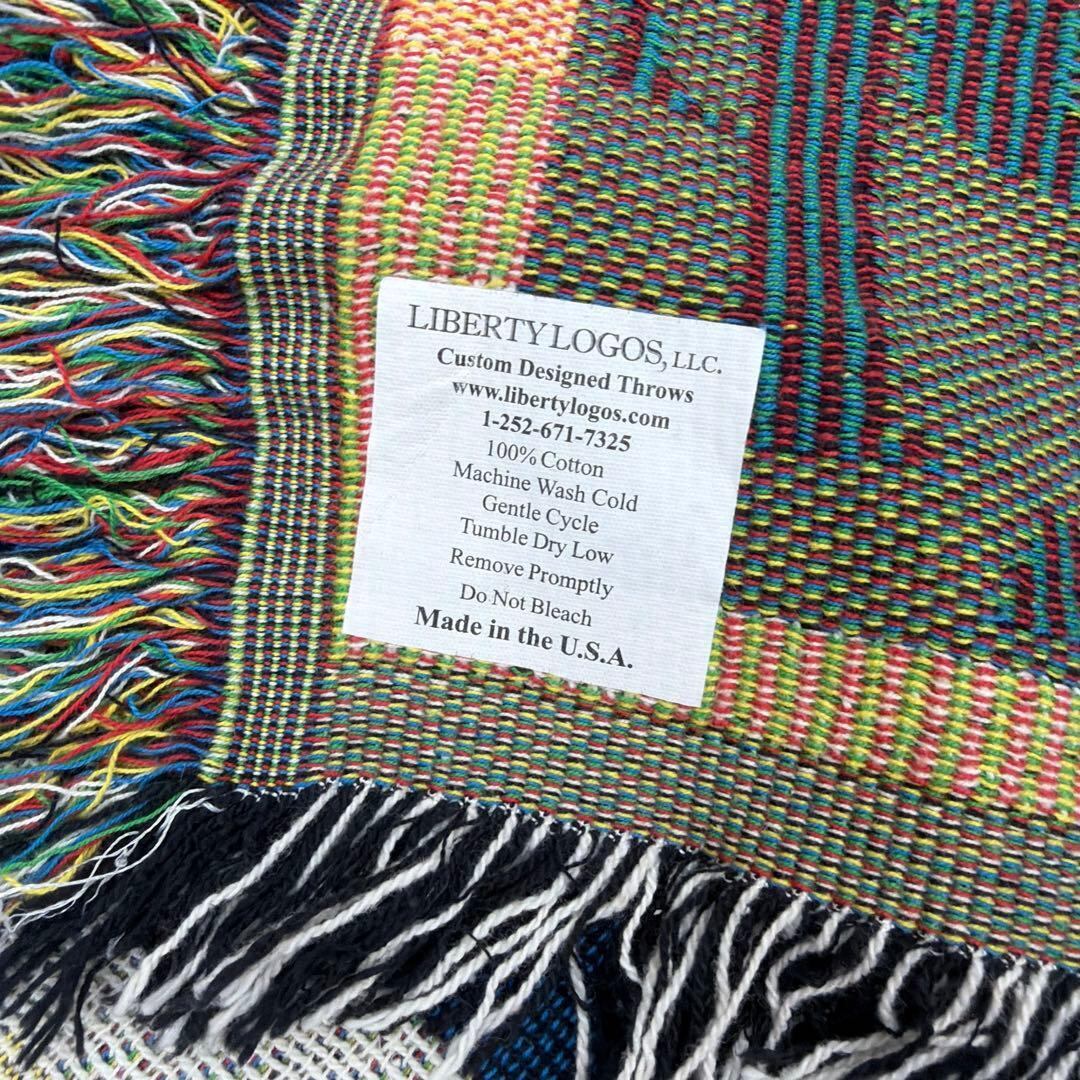 LIBERTY LOGOS, LLC.
Custom Designed Throws
www.libertylogos.com
1-252-671-7325
100% Cotton
Machine Wash Cold
Gentle Cycle
Tumble Dry Low
Remove Promptly
Do Not Bleach
Made in the U.S.A.